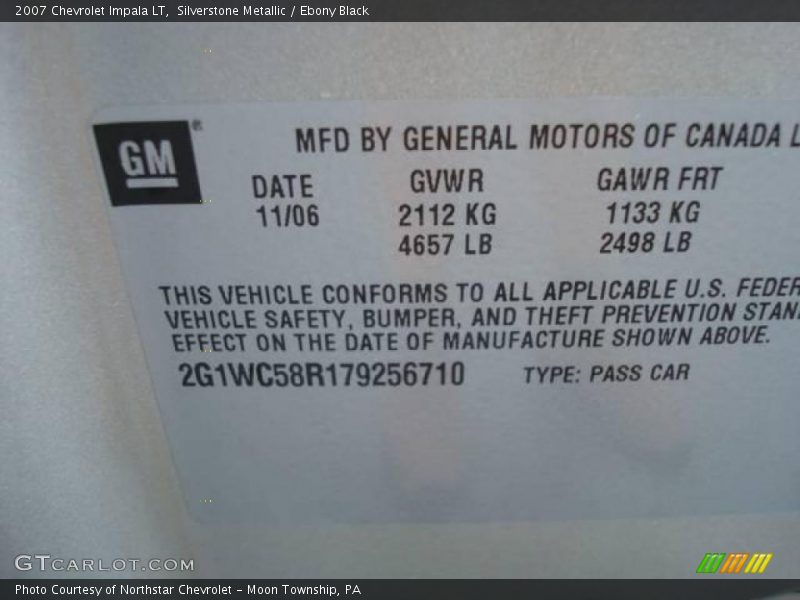 2007 Chevrolet Impala LT, Silverstone Metallic / Ebony Black
GM®
MFD BY GENERAL MOTORS OF CANADA L
DATE GVWR GAWR FRT
11/06 2112 KG 1133 KG
4657 LB 2498 LB
THIS VEHICLE CONFORMS TO ALL APPLICABLE U.S. FEDER
VEHICLE SAFETY, BUMPER, AND THEFT PREVENTION STAN
EFFECT ON THE DATE OF MANUFACTURE SHOWN ABOVE.
2G1WC58R179256710 TYPE: PASS CAR
GTCARLOT.COM
Photo Courtesy of Northstar Chevrolet - Moon Township, PA